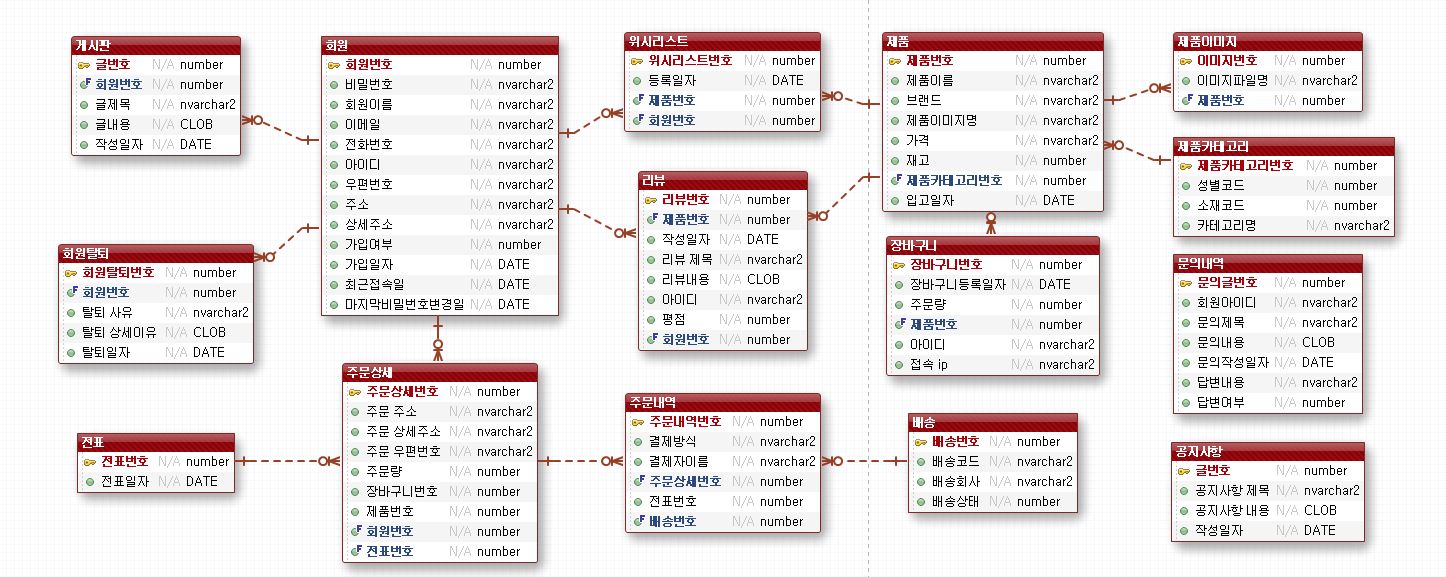 게시판
글번호 N/A number
회원번호 N/A number
글제목 N/A nvarchar2
글내용 N/A CLOB
작성일자 N/A DATE
회원
회원번호 N/A number
비밀번호 N/A nvarchar2
회원이름 N/A nvarchar2
이메일 N/A nvarchar2
전화번호 N/A nvarchar2
아이디 N/A nvarchar2
우편번호 N/A nvarchar2
주소 N/A nvarchar2
상세주소 N/A nvarchar2
가입여부 N/A number
가입일자 N/A DATE
최근접속일 N/A DATE
마지막비밀번호변경일 N/A DATE
위시리스트
위시리스트번호 N/A number
등록일자 N/A DATE
제품번호 N/A number
회원번호 N/A number
제품
제품번호 N/A number
제품이름 N/A nvarchar2
브랜드 N/A nvarchar2
제품이미지명 N/A nvarchar2
가격 N/A nvarchar2
재고 N/A number
제품카테고리번호 N/A number
입고일자 N/A DATE
제품이미지
이미지번호 N/A number
이미지파일명 N/A nvarchar2
제품번호 N/A number
제품카테고리
제품카테고리번호 N/A number
성별코드 N/A number
소재코드 N/A number
카테고리명 N/A nvarchar2
리뷰
리뷰번호 N/A number
제품번호 N/A number
작성일자 N/A DATE
리뷰 제목 N/A nvarchar2
리뷰내용 N/A CLOB
아이디 N/A nvarchar2
평점 N/A number
회원번호 N/A number
회원탈퇴
회원탈퇴번호 N/A number
회원번호 N/A number
탈퇴 사유 N/A nvarchar2
탈퇴 상세이유 N/A CLOB
탈퇴일자 N/A DATE
장바구니
장바구니번호 N/A number
장바구니등록일자 N/A DATE
주문량 N/A number
제품번호 N/A number
아이디 N/A nvarchar2
접속 ip N/A nvarchar2
문의내역
문의글번호 N/A number
회원아이디 N/A nvarchar2
문의제목 N/A nvarchar2
문의내용 N/A CLOB
문의작성일자 N/A DATE
답변내용 N/A nvarchar2
답변여부 N/A number
주문상세
주문상세번호 N/A number
주문 주소 N/A nvarchar2
주문 상세주소 N/A nvarchar2
주문 우편번호 N/A nvarchar2
주문량 N/A number
장바구니번호 N/A number
제품번호 N/A number
회원번호 N/A number
전표번호 N/A number
전표
전표번호 N/A number
전표일자 N/A DATE
주문내역
주문내역번호 N/A number
결제방식 N/A nvarchar2
결제자이름 N/A nvarchar2
주문상세번호 N/A number
전표번호 N/A number
배송번호 N/A number
배송
배송번호 N/A number
배송코드 N/A nvarchar2
배송회사 N/A nvarchar2
배송상태 N/A number
공지사항
글번호 N/A number
공지사항 제목 N/A nvarchar2
공지사항 내용 N/A CLOB
작성일자 N/A DATE